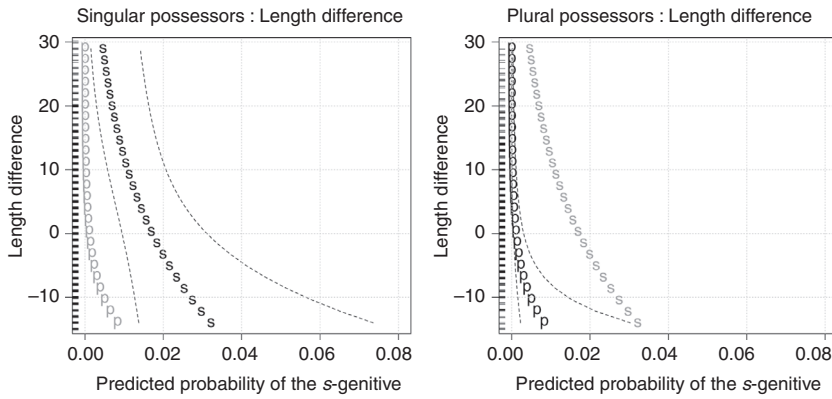 Singular possessors : Length difference
Plural possessors : Length difference
30
20
10
0
−10
Length difference
0.00 0.02 0.04 0.06 0.08
Predicted probability of the s-genitive
30
20
10
0
−10
Length difference
0.00 0.02 0.04 0.06 0.08
Predicted probability of the s-genitive